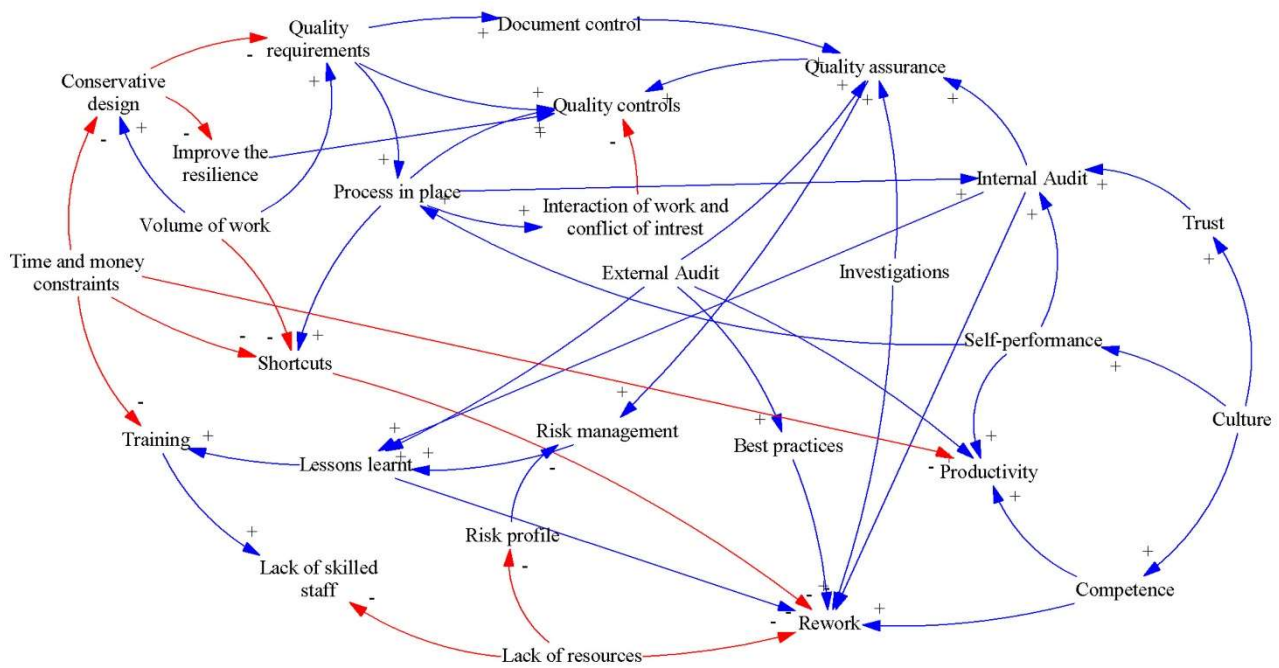 Quality
requirements
Document control
Quality assurance
Conservative
design
Quality controls
Improve the
resilience
Process in place
Internal Audit
Interaction of work and
conflict of intrest
Volume of work
Trust
Time and money
constraints
External Audit
Investigations
Self-performance
Shortcuts
Culture
Training
Lessons learnt
Risk management
Best practices
Productivity
Risk profile
Lack of skilled
staff
Competence
Rework
Lack of resources